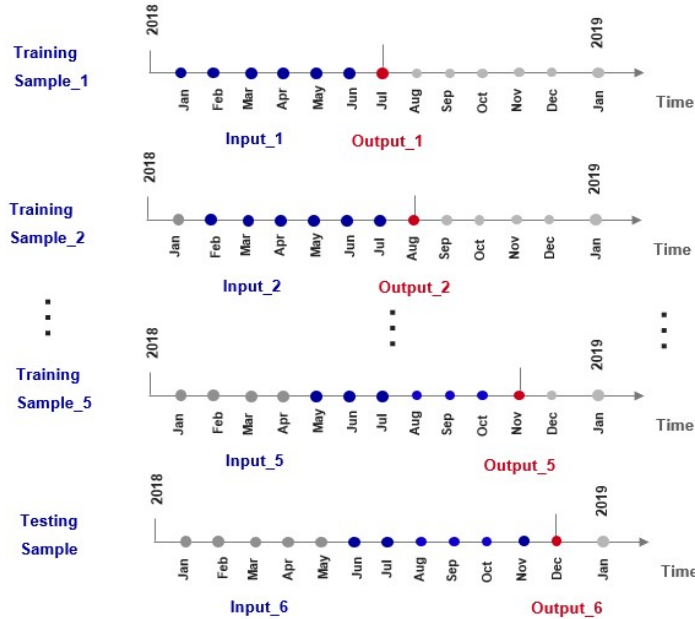 2018
2019
Training
Sample_1
Jan Feb Mar Apr May Jun Jul Aug Sep Oct Nov Dec Jan
Time
Input_1 Output_1
2018
2019
Training
Sample_2
Jan Feb Mar Apr May Jun Jul Aug Sep Oct Nov Dec Jan
Time
Input_2 Output_2
2018
2019
Training
Sample_5
Jan Feb Mar Apr May Jun Jul Aug Sep Oct Nov Dec Jan
Time
Input_5 Output_5
2018
2019
Testing
Sample
Jan Feb Mar Apr May Jun Jul Aug Sep Oct Nov Dec Jan
Time
Input_6 Output_6